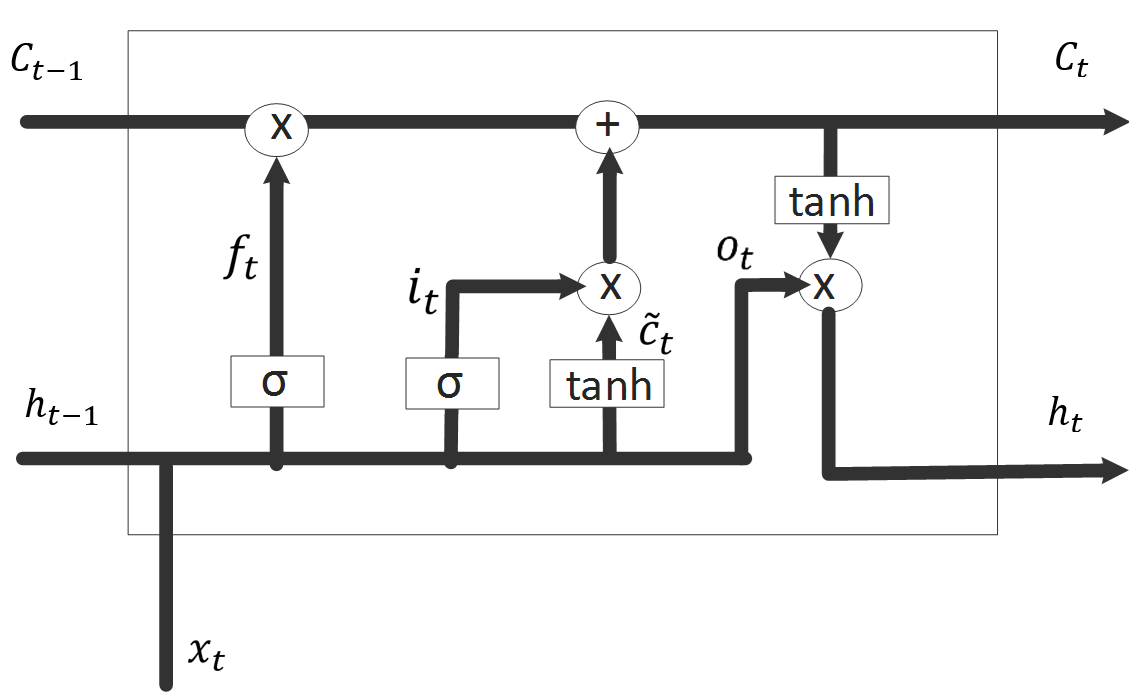 C_{t−1}
C_t
x
+
tanh
f_t
o_t
i_t
x
x
c̃_t
σ
σ
tanh
h_{t−1}
h_t
x_t